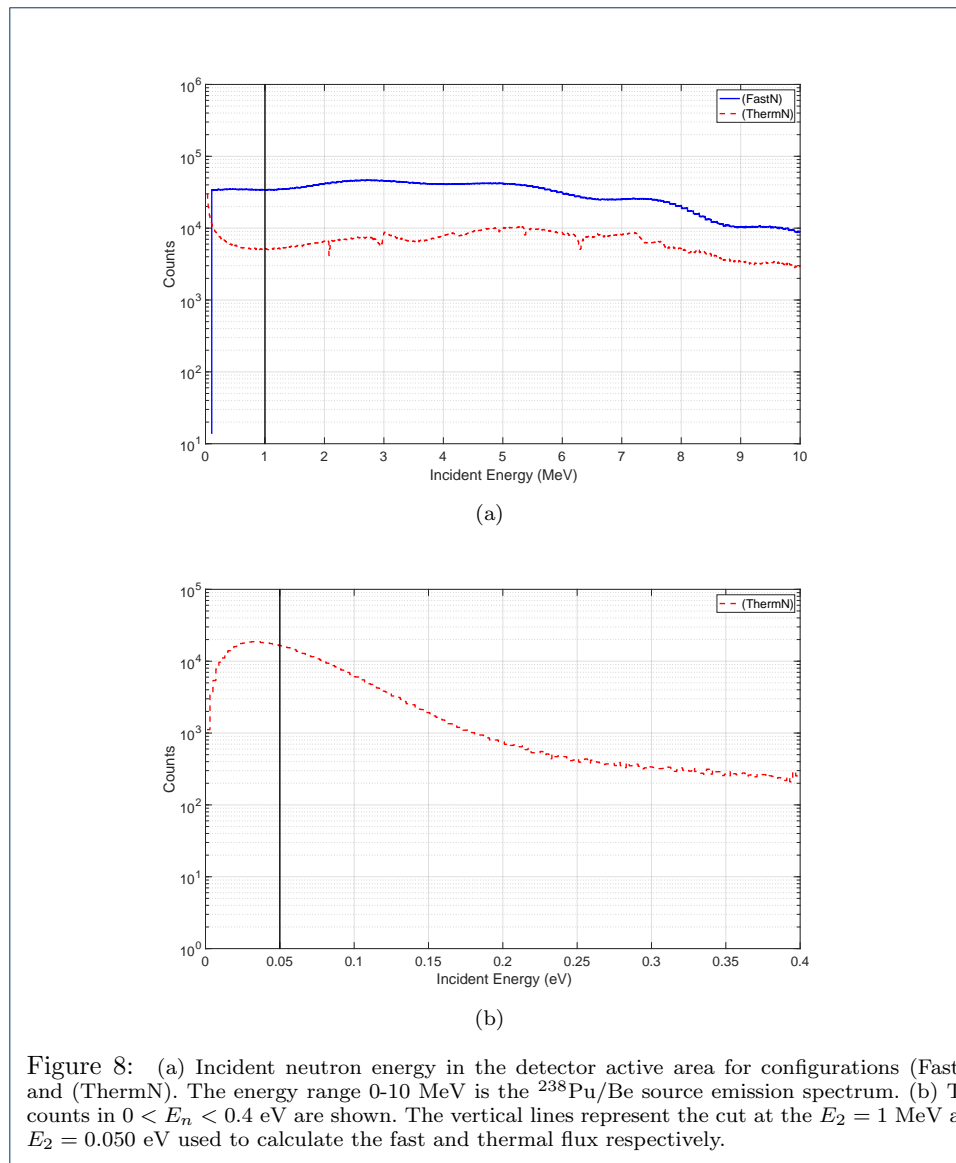 10^6
10^5
10^4
10^3
10^2
10^1
Counts
(FastN)
(ThermN)
0 1 2 3 4 5 6 7 8 9 10
Incident Energy (MeV)
(a)
10^5
10^4
10^3
10^2
10^1
10^0
Counts
(ThermN)
0 0.05 0.1 0.15 0.2 0.25 0.3 0.35 0.4
Incident Energy (eV)
(b)
Figure 8: (a) Incident neutron energy in the detector active area for configurations (Fast
and (ThermN). The energy range 0-10 MeV is the ^238Pu/Be source emission spectrum. (b) T
counts in 0 < E_n < 0.4 eV are shown. The vertical lines represent the cut at the E_2 = 1 MeV a
E_2 = 0.050 eV used to calculate the fast and thermal flux respectively.